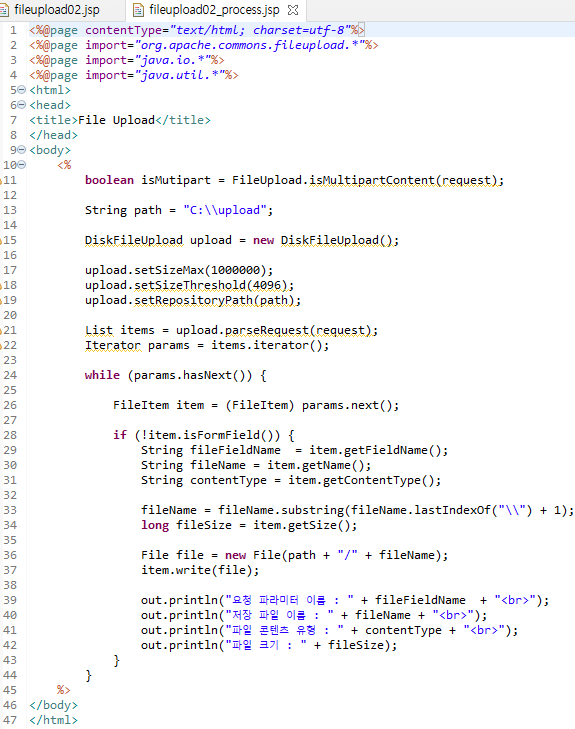 fileupload02.jsp fileupload02_process.jsp
1 <%@page contentType="text/html; charset=utf-8"%>
2 <%@page import="org.apache.commons.fileupload.*"%>
3 <%@page import="java.io.*"%>
4 <%@page import="java.util.*"%>
5 <html>
6 <head>
7 <title>File Upload</title>
8 </head>
9 <body>
10 <%
11 boolean isMutipart = FileUpload.isMultipartContent(request);
12
13 String path = "C:\\upload";
14
15 DiskFileUpload upload = new DiskFileUpload();
16
17 upload.setSizeMax(1000000);
18 upload.setSizeThreshold(4096);
19 upload.setRepositoryPath(path);
20
21 List items = upload.parseRequest(request);
22 Iterator params = items.iterator();
23
24 while (params.hasNext()) {
25
26 FileItem item = (FileItem) params.next();
27
28 if (!item.isFormField()) {
29 String fileFieldName = item.getFieldName();
30 String fileName = item.getName();
31 String contentType = item.getContentType();
32
33 fileName = fileName.substring(fileName.lastIndexOf("\\") + 1);
34 long fileSize = item.getSize();
35
36 File file = new File(path + "/" + fileName);
37 item.write(file);
38
39 out.println("요청 파라미터 이름 : " + fileFieldName + "<br>");
40 out.println("저장 파일 이름 : " + fileName + "<br>");
41 out.println("파일 콘텐츠 유형 : " + contentType + "<br>");
42 out.println("파일 크기 : " + fileSize);
43 }
44 }
45 %>
46 </body>
47 </html>